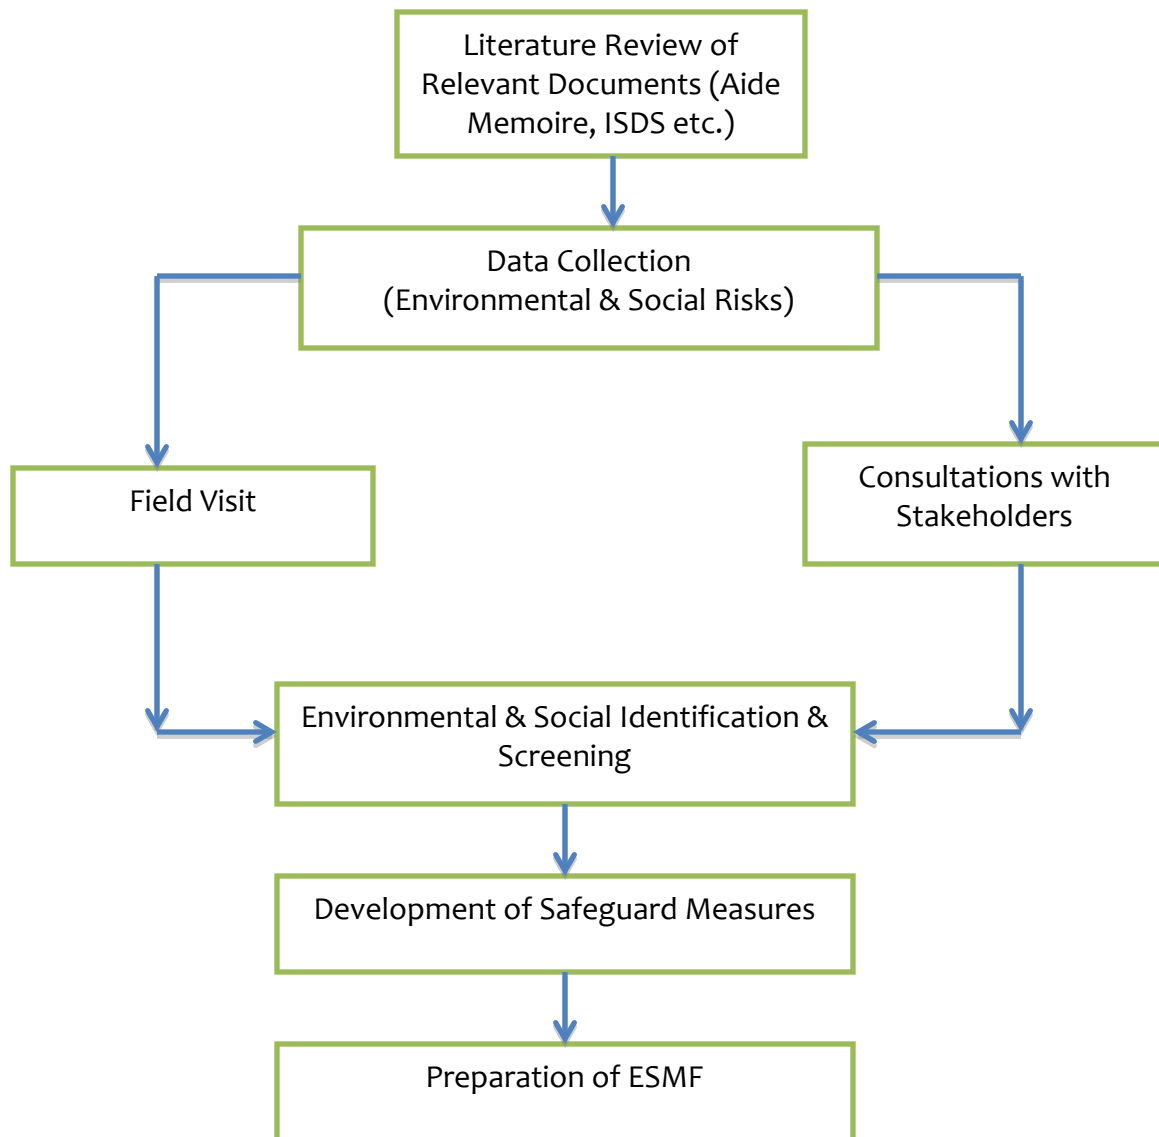 Literature Review of
Relevant Documents (Aide
Memoire, ISDS etc.)
Data Collection
(Environmental & Social Risks)
Field Visit
Consultations with
Stakeholders
Environmental & Social Identification &
Screening
Development of Safeguard Measures
Preparation of ESMF